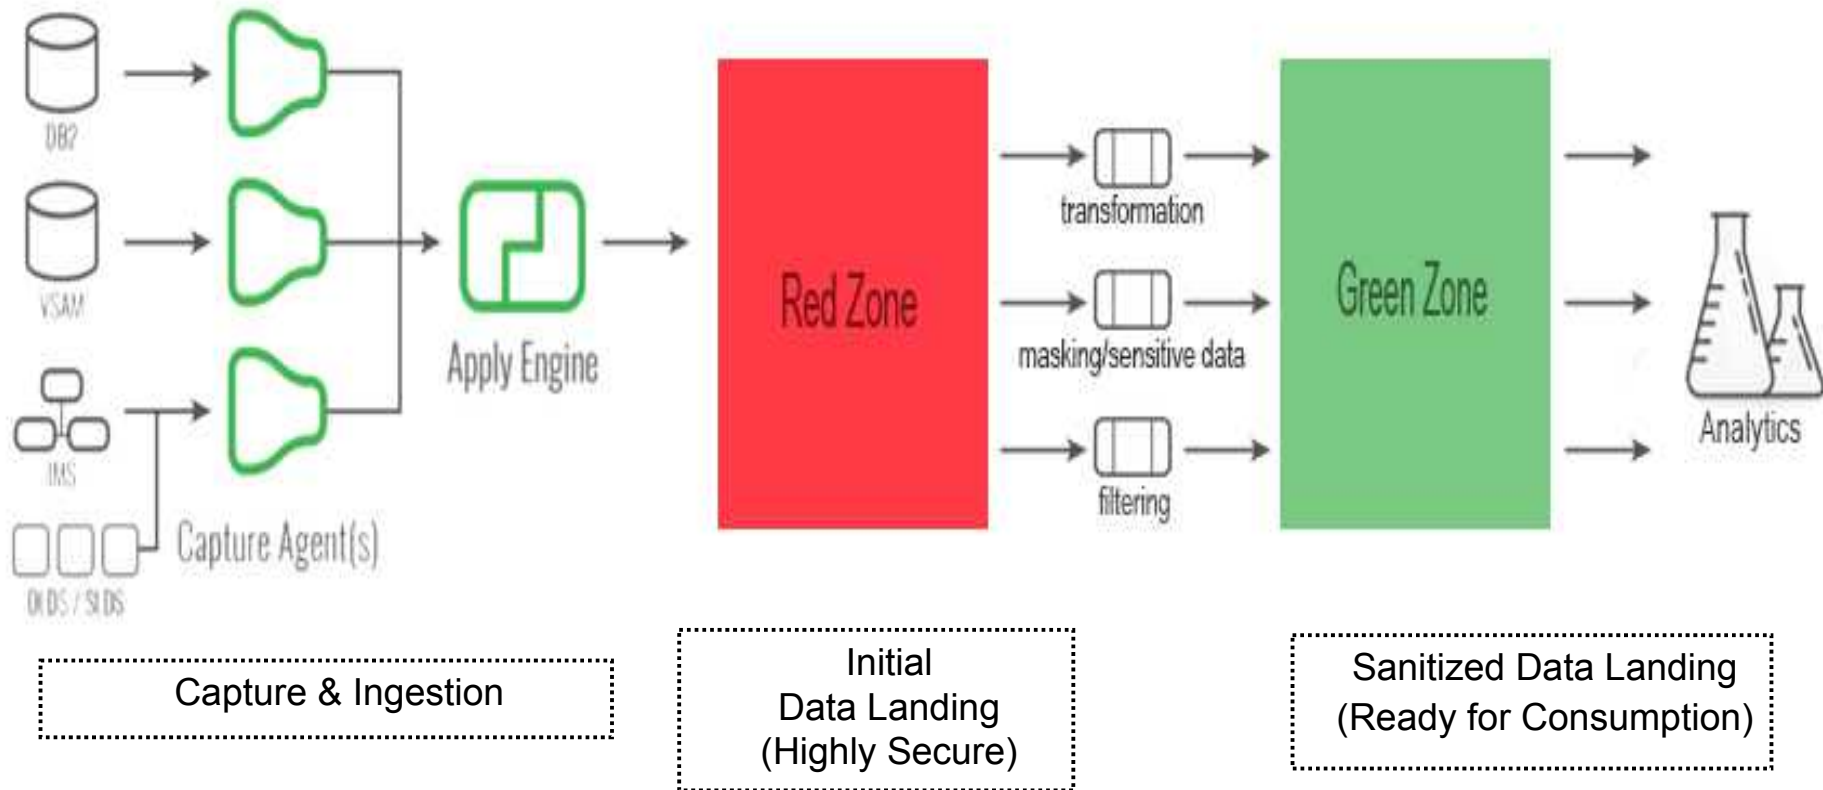 DB2
VSAM
IMS
OLDS / SLDS
Capture Agent(s)
Apply Engine
Red Zone
transformation
masking/sensitive data
filtering
Green Zone
Analytics
Capture & Ingestion
Initial
Data Landing
(Highly Secure)
Sanitized Data Landing
(Ready for Consumption)